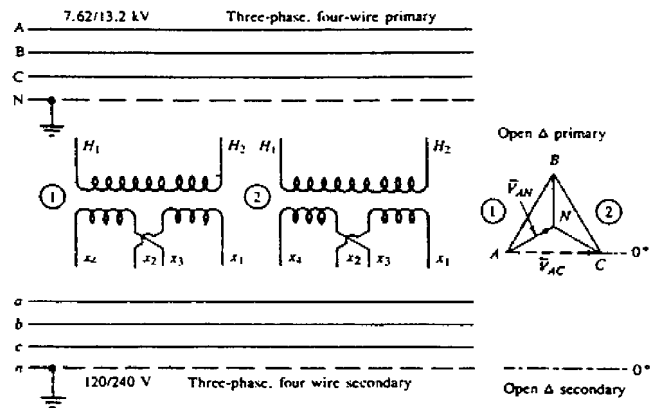 7.62/13.2 kV Three-phase, four-wire primary
A
B
C
N
H1 H2 H1 H2
1 2
x4 x2 x3 x1 x4 x2 x3 x1
Open Δ primary
B
V̄AN
1 N 2
A V̄AC C 0°
a
b
c
n
120/240 V Three-phase, four wire secondary
0°
Open Δ secondary